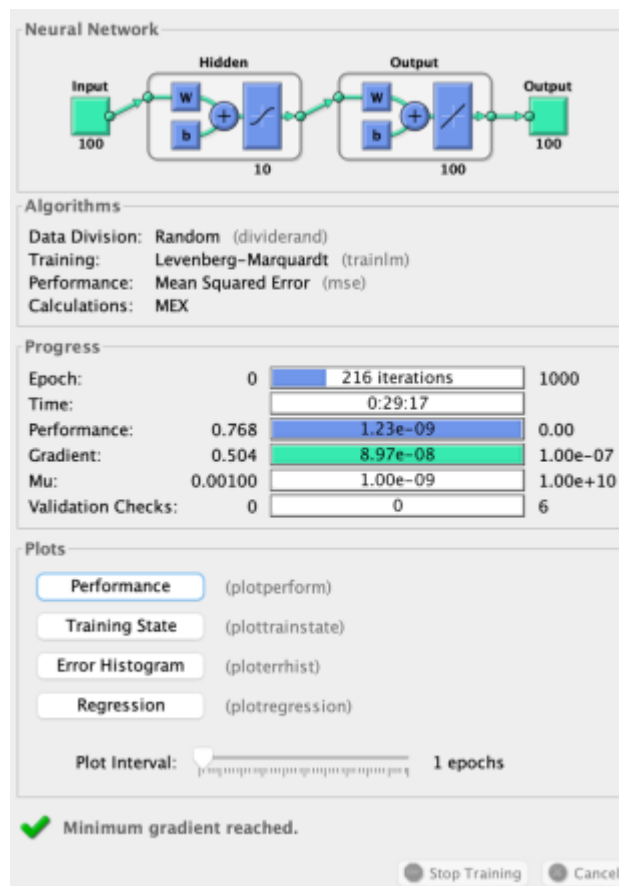 Neural Network
Hidden
Output
Input
W
b
+
W
b
+
Output
100
10
100
100
Algorithms
Data Division: Random (dividerand)
Training: Levenberg-Marquardt (trainlm)
Performance: Mean Squared Error (mse)
Calculations: MEX
Progress
Epoch: 0 216 iterations 1000
Time: 0:29:17
Performance: 0.768 1.23e-09 0.00
Gradient: 0.504 8.97e-08 1.00e-07
Mu: 0.00100 1.00e-09 1.00e+10
Validation Checks: 0 0 6
Plots
Performance (plotperform)
Training State (plottrainstate)
Error Histogram (ploterrhist)
Regression (plotregression)
Plot Interval: 1 epochs
Minimum gradient reached.
Stop Training Cancel